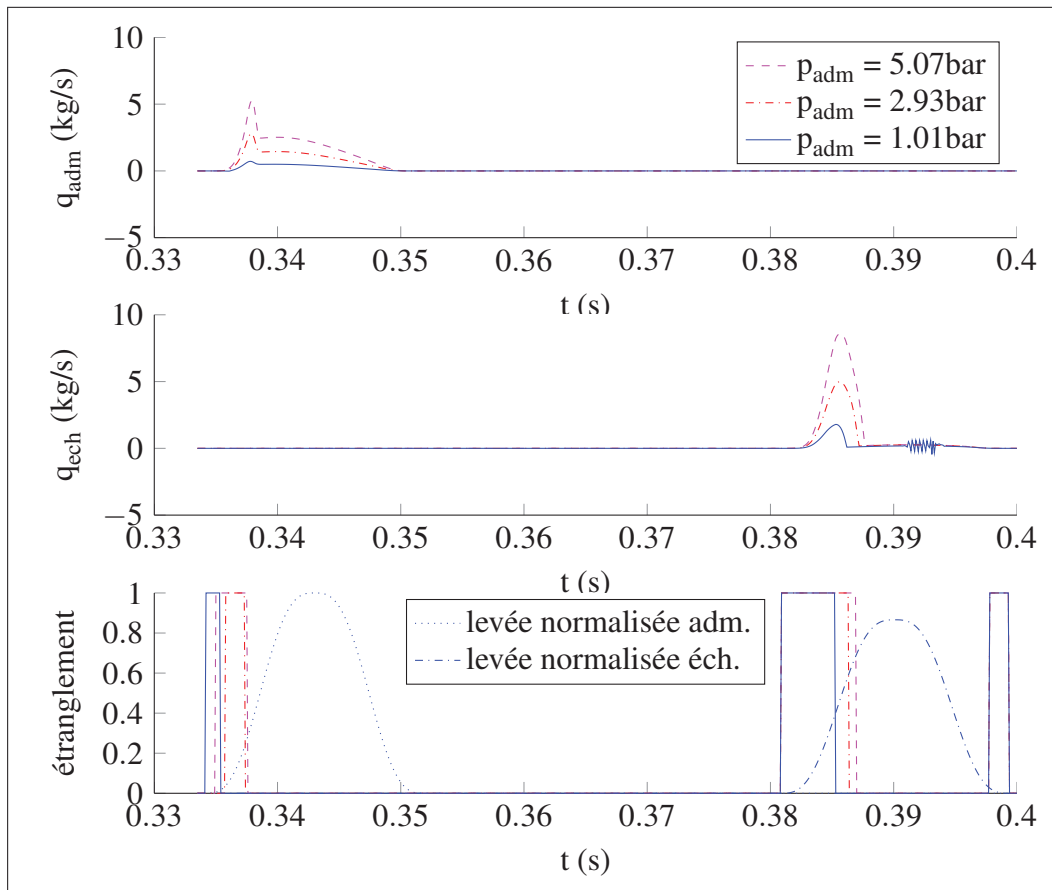 10
5
0
−5
q_adm (kg/s)
p_adm = 5.07bar
p_adm = 2.93bar
p_adm = 1.01bar
0.33 0.34 0.35 0.36 0.37 0.38 0.39 0.4
t (s)
10
5
0
−5
q_ech (kg/s)
0.33 0.34 0.35 0.36 0.37 0.38 0.39 0.4
t (s)
1
0.8
0.6
0.4
0.2
0
étranglement
levée normalisée adm.
levée normalisée éch.
0.33 0.34 0.35 0.36 0.37 0.38 0.39 0.4
t (s)